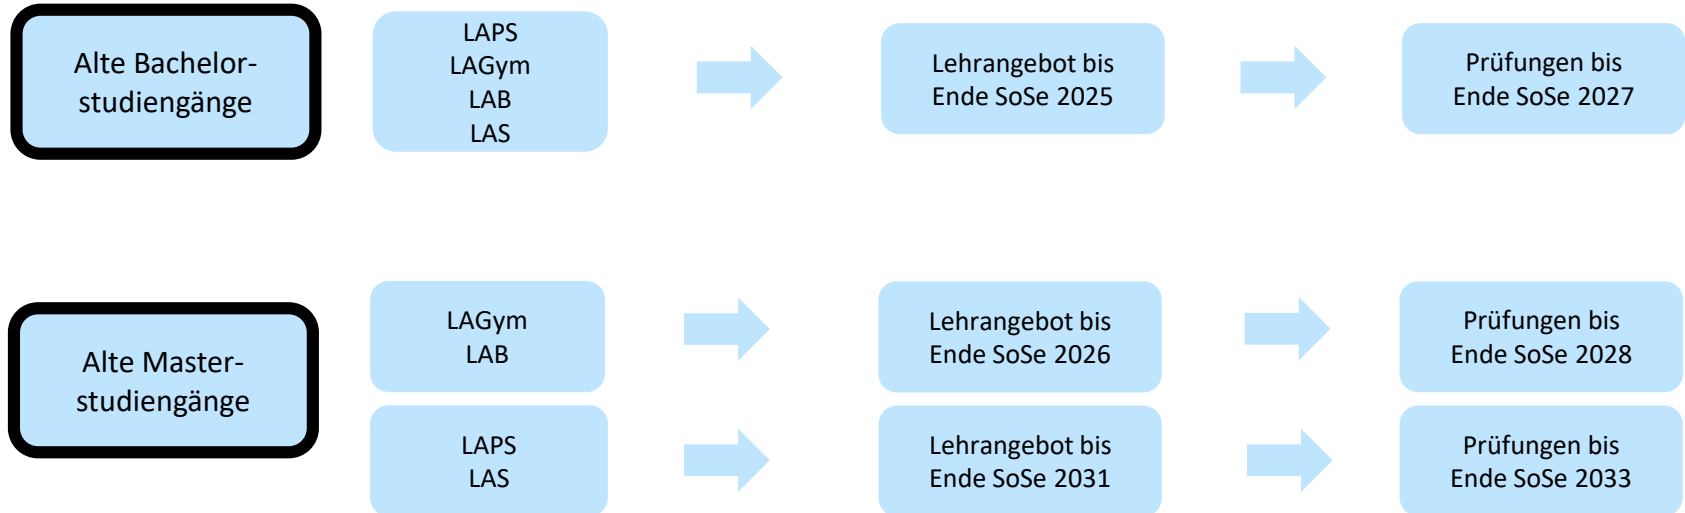 Alte Bachelor-
studiengänge
LAPS
LAGym
LAB
LAS
Lehrangebot bis
Ende SoSe 2025
Prüfungen bis
Ende SoSe 2027
Alte Master-
studiengänge
LAGym
LAB
Lehrangebot bis
Ende SoSe 2026
Prüfungen bis
Ende SoSe 2028
LAPS
LAS
Lehrangebot bis
Ende SoSe 2031
Prüfungen bis
Ende SoSe 2033